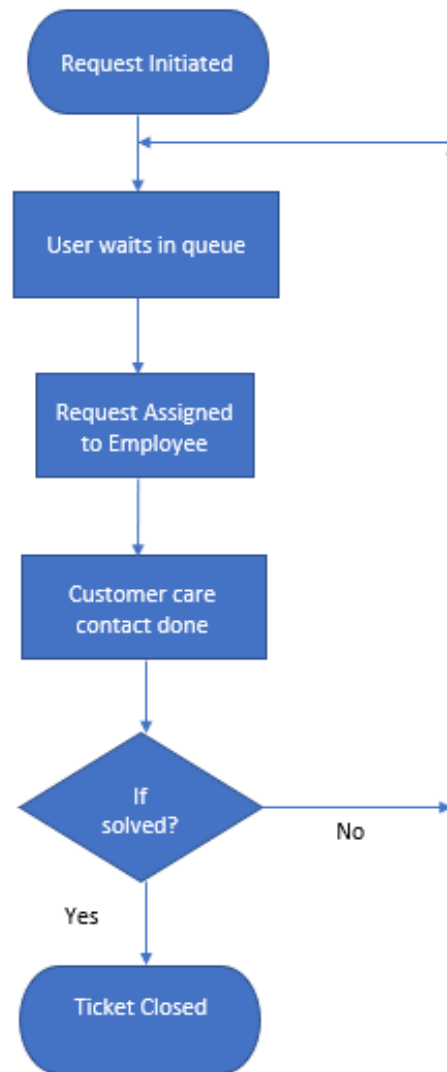 Request Initiated
User waits in queue
Request Assigned
to Employee
Customer care
contact done
If
solved?
No
Yes
Ticket Closed